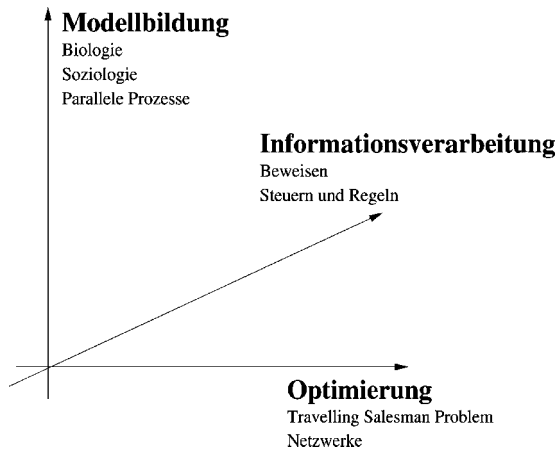 Modellbildung
Biologie
Soziologie
Parallele Prozesse
Informationsverarbeitung
Beweisen
Steuern und Regeln
Optimierung
Travelling Salesman Problem
Netzwerke